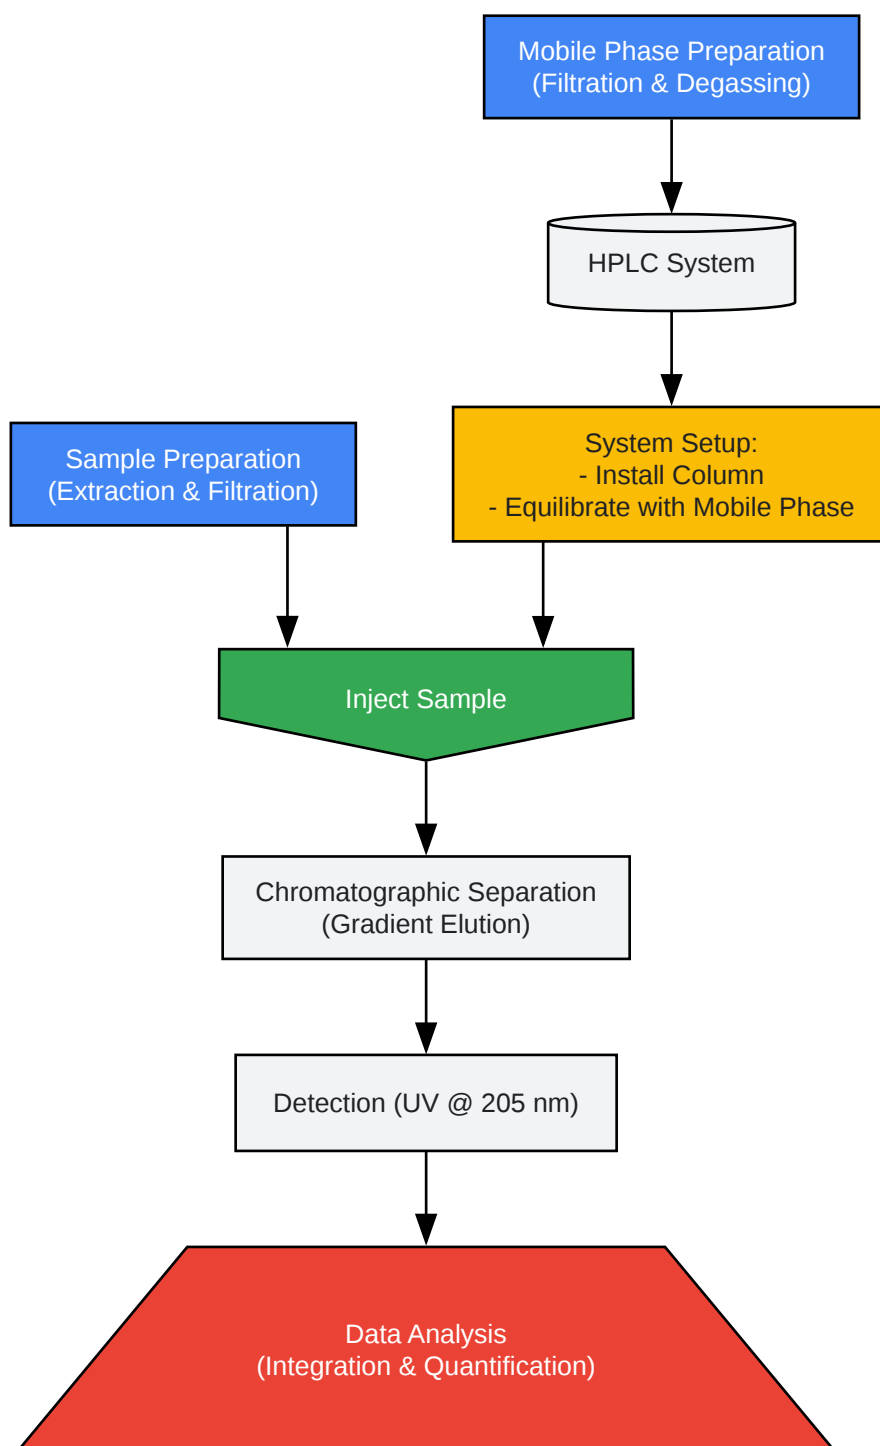 Mobile Phase Preparation
(Filtration & Degassing)
HPLC System
Sample Preparation
(Extraction & Filtration)
System Setup:
- Install Column
- Equilibrate with Mobile Phase
Inject Sample
Chromatographic Separation
(Gradient Elution)
Detection (UV @ 205 nm)
Data Analysis
(Integration & Quantification)